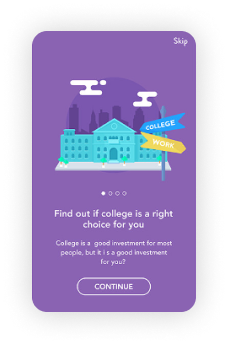 Skip
COLLEGE
WORK
Find out if college is a right
choice for you
College is a good investment for most
people, but it i s a good investment
for you?
CONTINUE